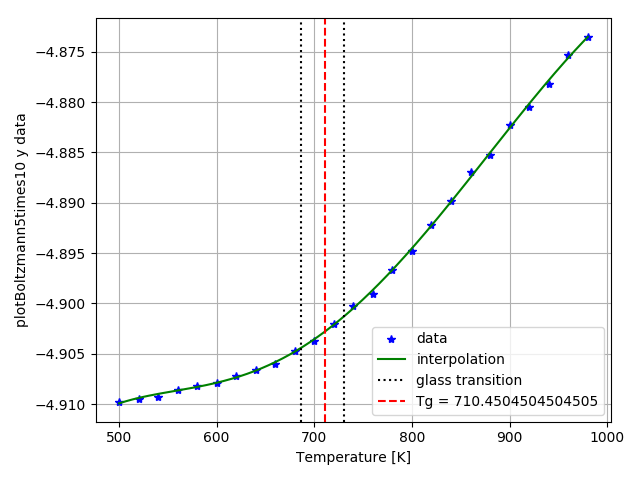 −4.875
−4.880
−4.885
−4.890
−4.895
−4.900
−4.905
−4.910
plotBoltzmann5times10 y data
data
interpolation
glass transition
Tg = 710.4504504504505
500
600
700
800
900
1000
Temperature [K]